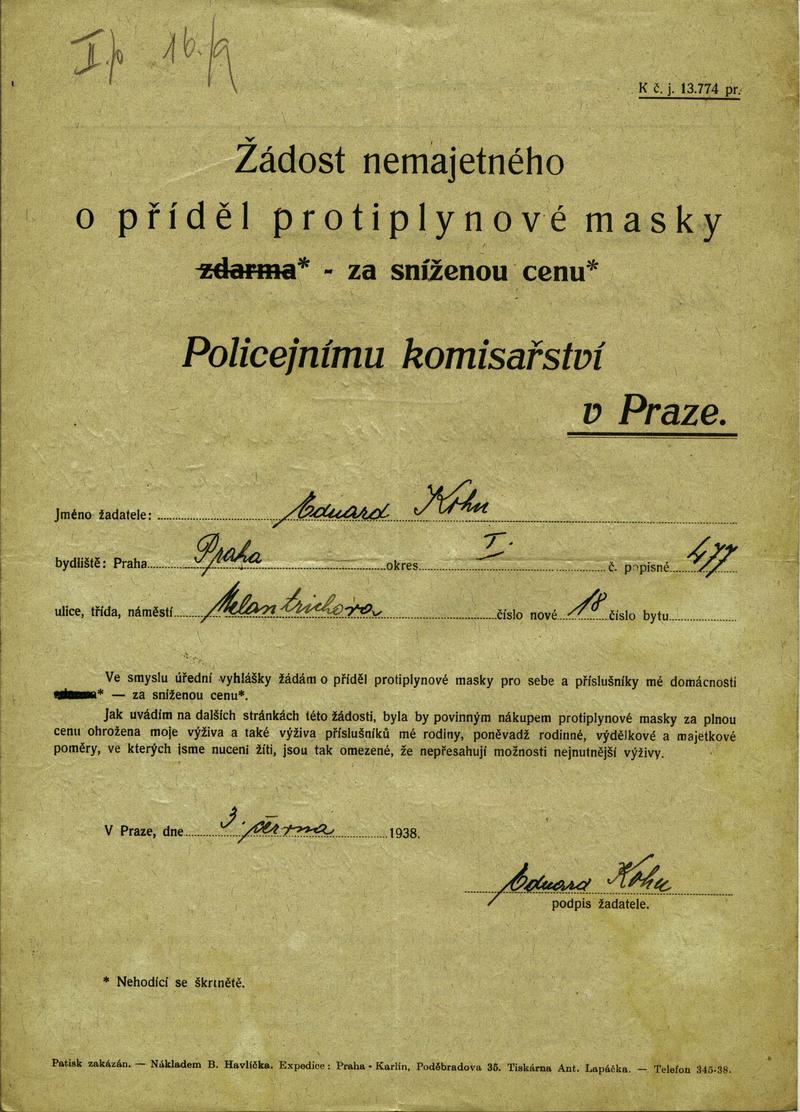 I/p 16./9
K č. j. 13.774 pr.
Žádost nemajetného
o příděl protiplynové masky
zdarma* - za sníženou cenu*
Policejnímu komisařství
v Praze.
Jméno žadatele: Eduard Kohn
bydliště: Praha Praha okres I. č. popisné 477
ulice, třída, náměstí Melantrichova číslo nové 18 číslo bytu
Ve smyslu úřední vyhlášky žádám o příděl protiplynové masky pro sebe a příslušníky mé domácnosti
zdarma* — za sníženou cenu*.
Jak uvádím na dalších stránkách této žádosti, byla by povinným nákupem protiplynové masky za plnou
cenu ohrožena moje výživa a také výživa příslušníků mé rodiny, poněvadž rodinné, výdělkové a majetkové
poměry, ve kterých jsme nuceni žíti, jsou tak omezené, že nepřesahují možnosti nejnutnější výživy.
V Praze, dne 3. června 1938.
Eduard Kohn
podpis žadatele.
* Nehodící se škrtnětě.
Patisk zakázán. — Nákladem B. Havlíčka. Expedice: Praha - Karlín, Poděbradova 35. Tiskárna Ant. Lapáčka. — Telefon 345-38.